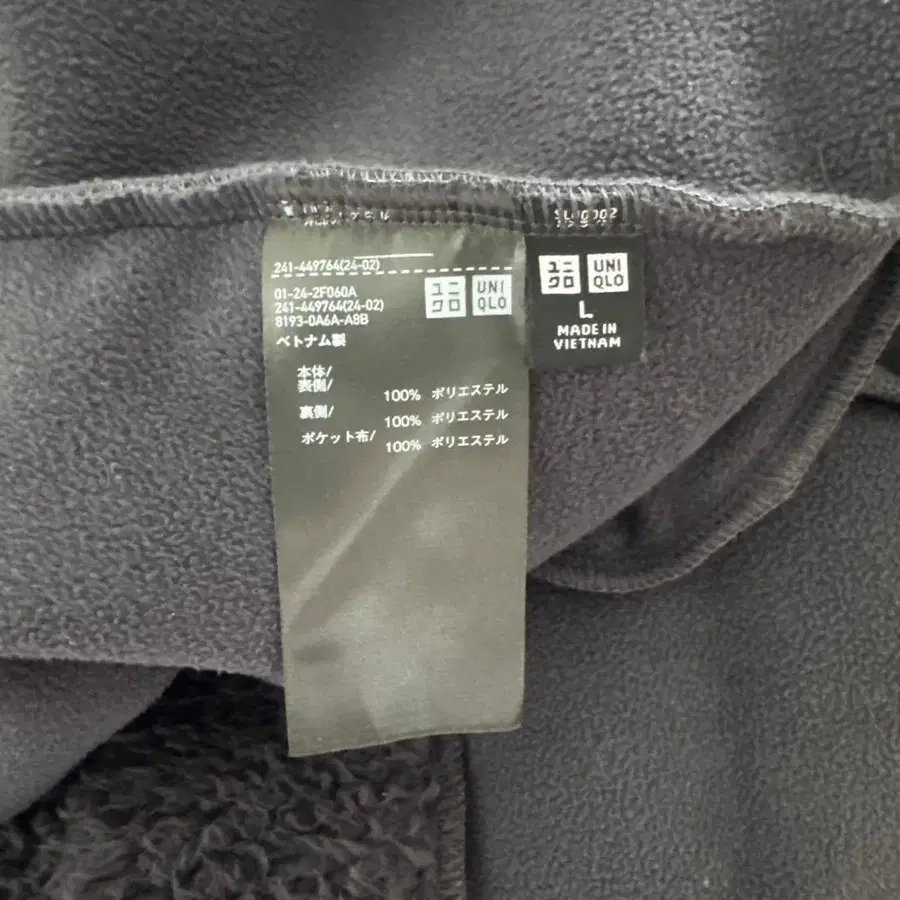 241-449764(24-02)
01-24-2F060A
241-449764(24-02)
8193-0A6A-A8B
ベトナム製
ユニ
クロ
UNI
QLO
本体/
表側/
100% ポリエステル
裏側/
100% ポリエステル
ポケット布/
100% ポリエステル
ユニ
クロ
UNI
QLO
L
MADE IN
VIETNAM